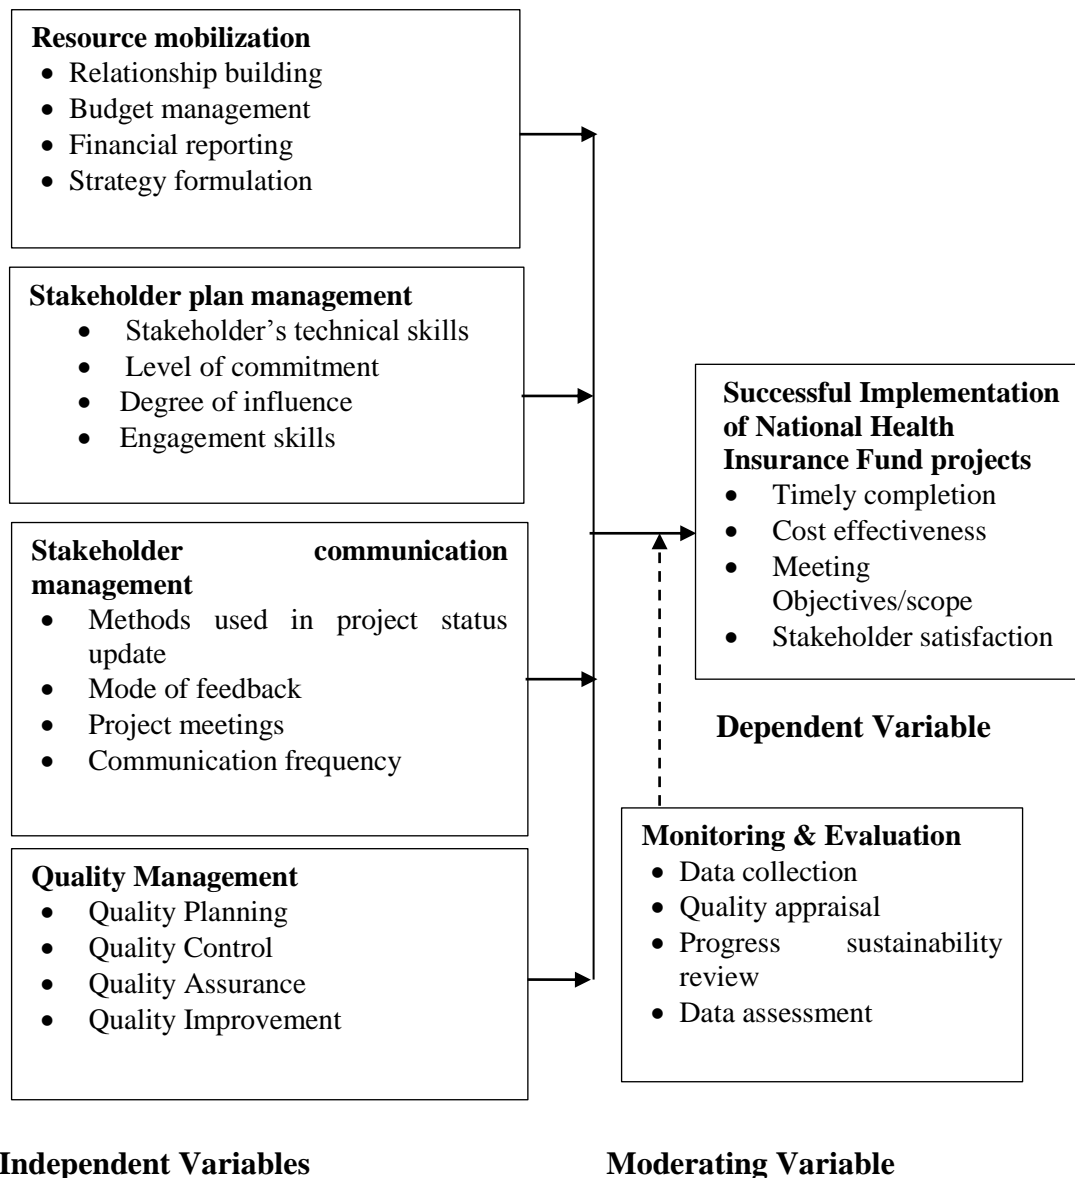 Resource mobilization
• Relationship building
• Budget management
• Financial reporting
• Strategy formulation
Stakeholder plan management
• Stakeholder’s technical skills
• Level of commitment
• Degree of influence
• Engagement skills
Stakeholder communication
management
• Methods used in project status
update
• Mode of feedback
• Project meetings
• Communication frequency
Quality Management
• Quality Planning
• Quality Control
• Quality Assurance
• Quality Improvement
Independent Variables
Successful Implementation
of National Health
Insurance Fund projects
• Timely completion
• Cost effectiveness
• Meeting
Objectives/scope
• Stakeholder satisfaction
Dependent Variable
Monitoring & Evaluation
• Data collection
• Quality appraisal
• Progress sustainability
review
• Data assessment
Moderating Variable